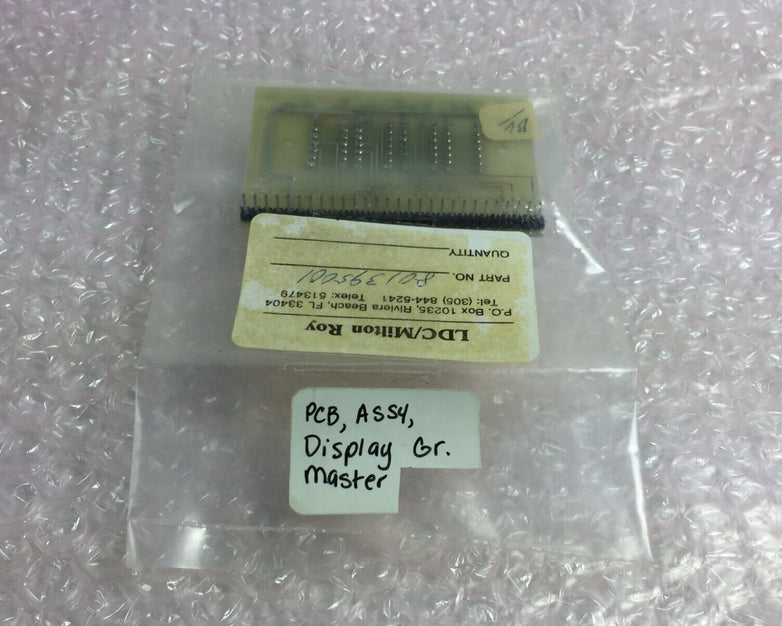 LDC/Milton Roy
P.O. Box 10235, Riviera Beach, FL 33404
Tel: (305) 844-5241 Telex: 513479
PART NO. 801395001
QUANTITY
PCB, ASSY,
Display Gr.
Master